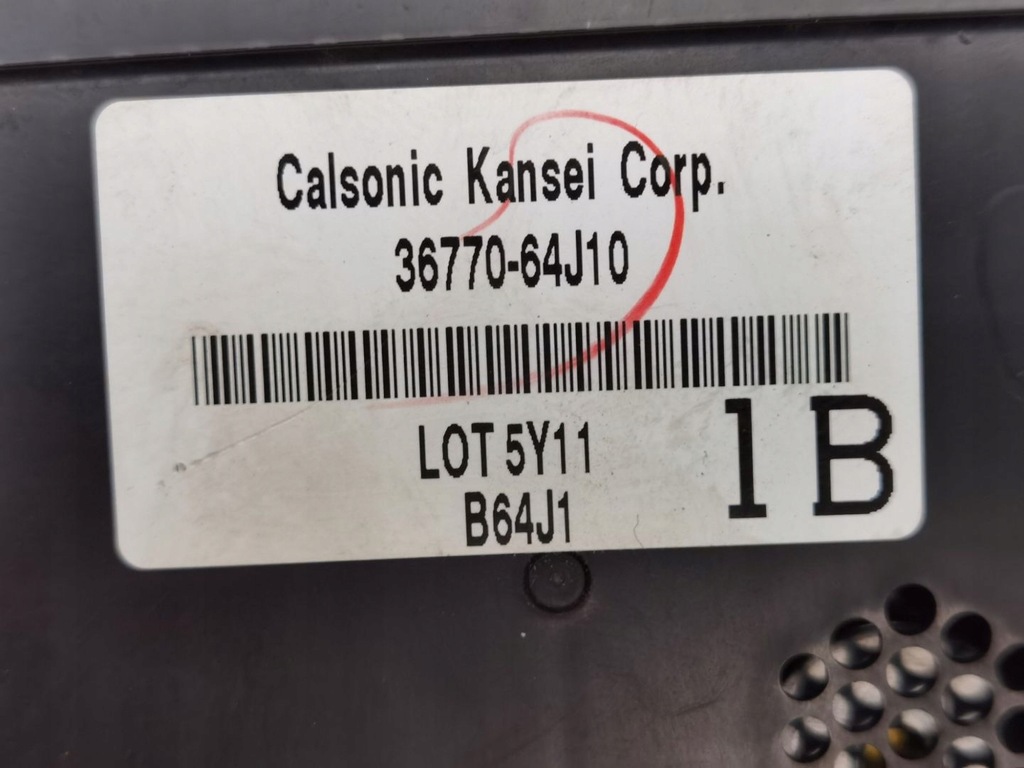 Calsonic Kansei Corp.
36770-64J10
LOT 5Y11
B64J1
1B